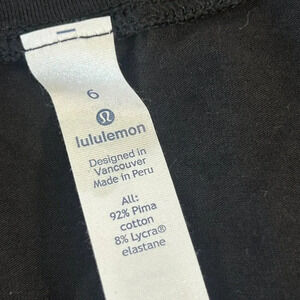 6
lululemon
Designed in
Vancouver
Made in Peru
All:
92% Pima
cotton
8% Lycra®
elastane